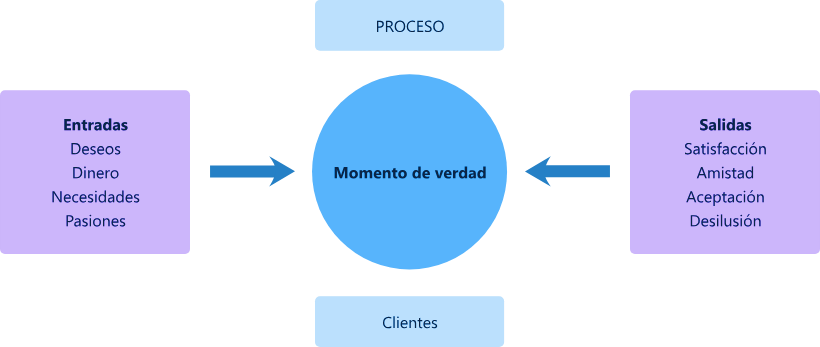 PROCESO
Entradas
Deseos
Dinero
Necesidades
Pasiones
Momento de verdad
Salidas
Satisfacción
Amistad
Aceptación
Desilusión
Clientes